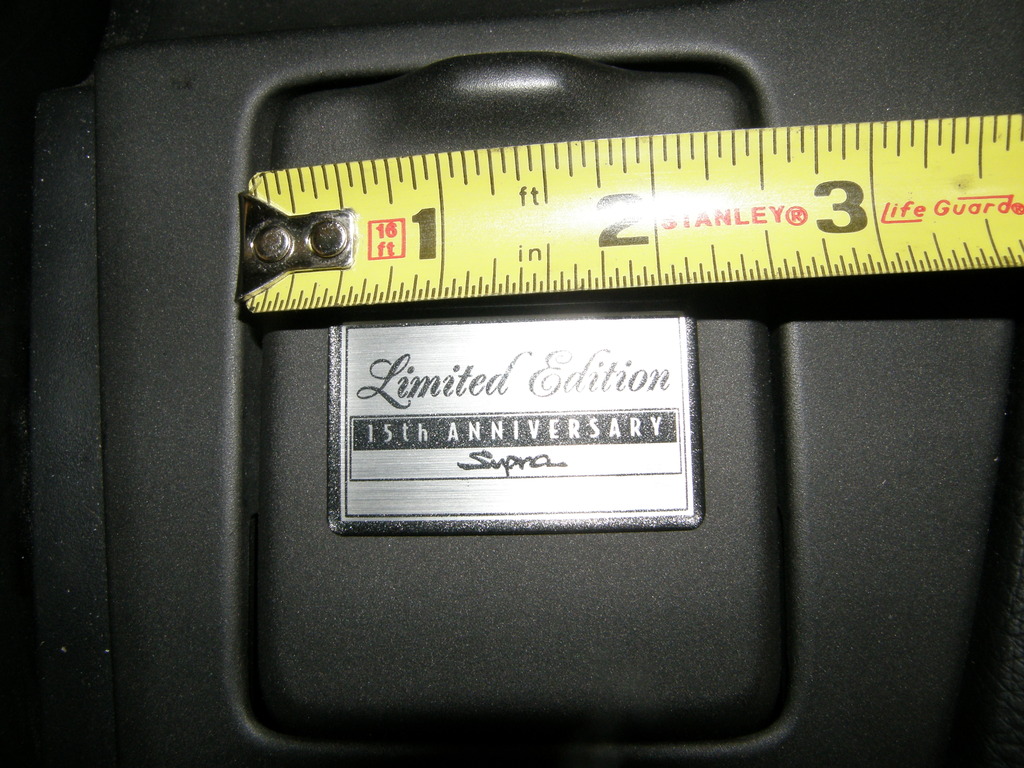 ft
16 ft 1 2 STANLEY® 3 Life Guard®
in
Limited Edition
15th ANNIVERSARY
Supra